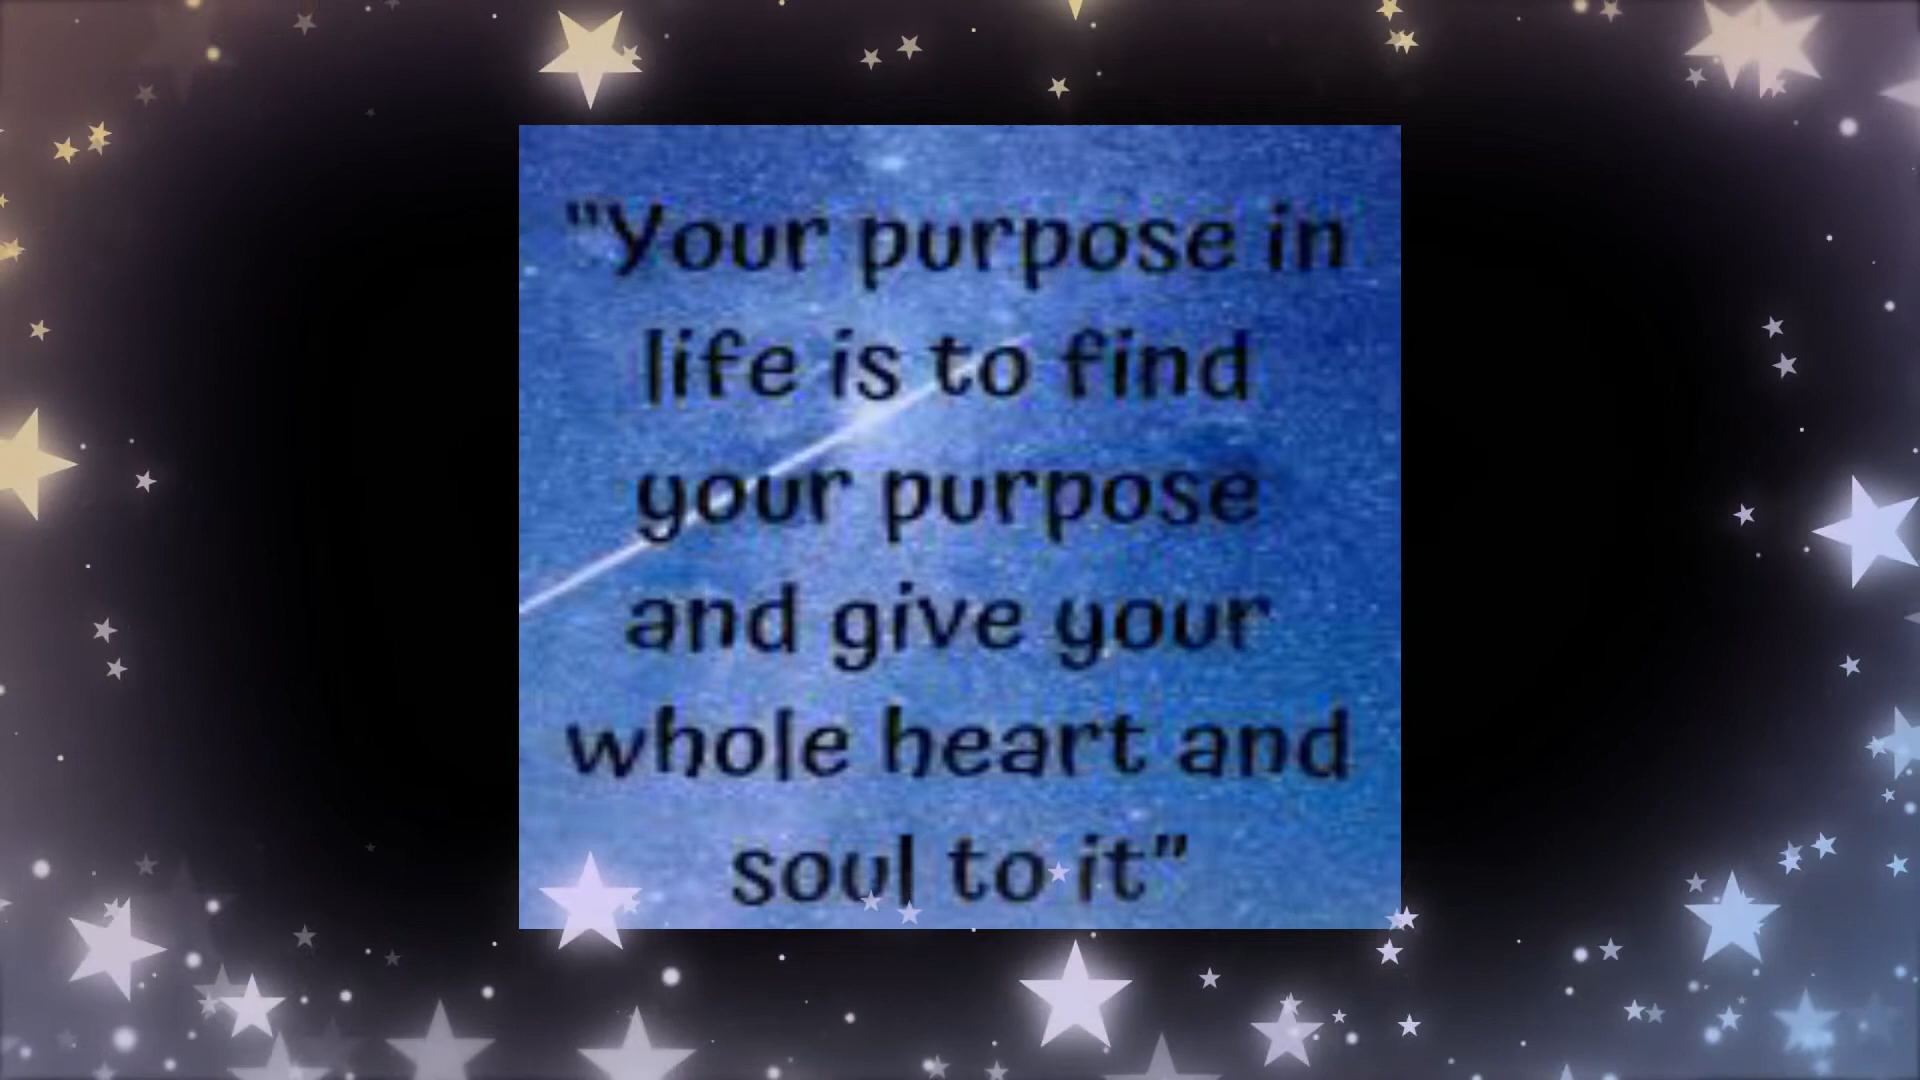 "Your purpose in
life is to find
your purpose
and give your
whole heart and
soul to it"